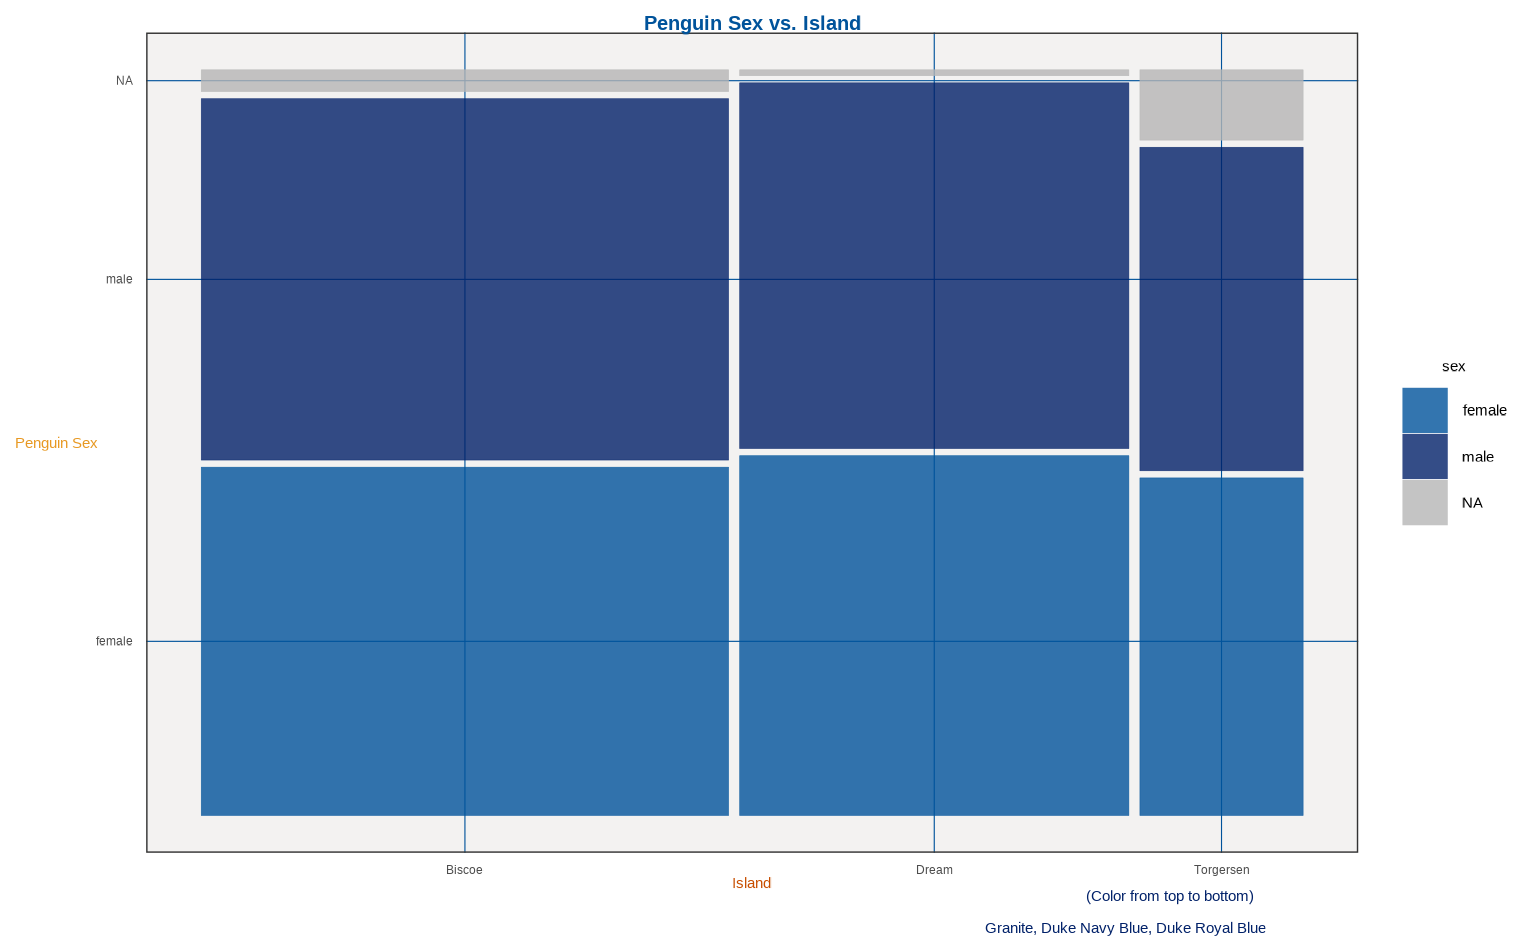 Penguin Sex vs. Island
NA
male
Penguin Sex
female
sex
female
male
NA
Biscoe
Dream
Torgersen
Island
(Color from top to bottom)
Granite, Duke Navy Blue, Duke Royal Blue